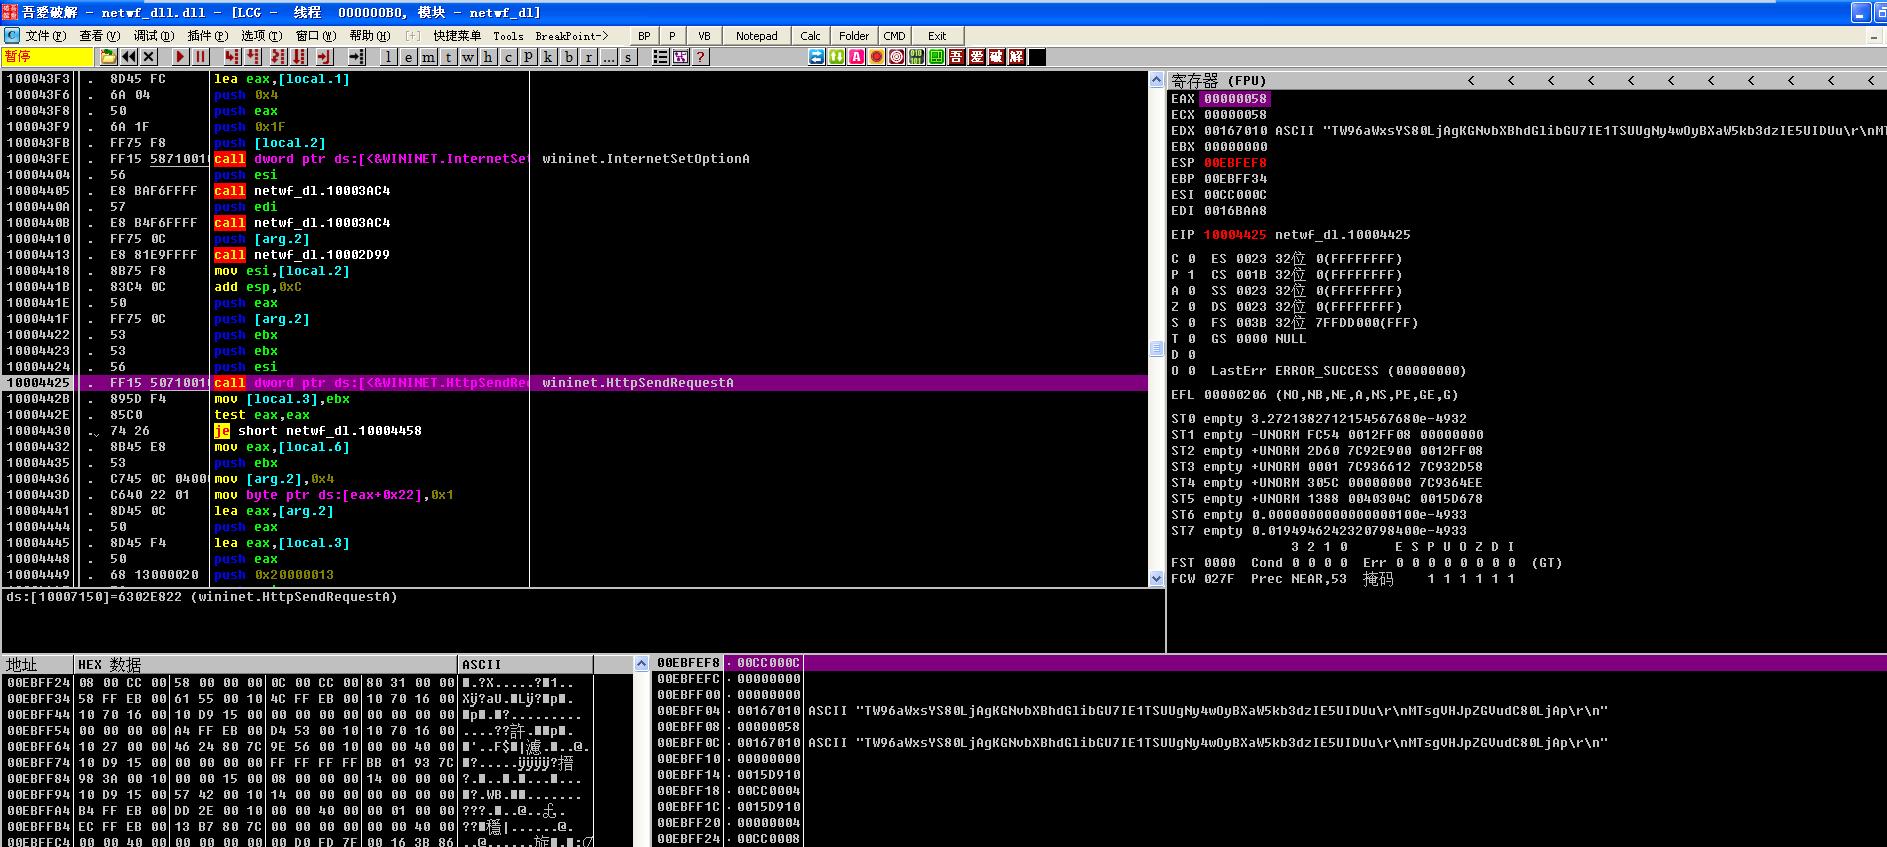 吾爱破解 - netwf_dll.dll - [LCG -  线程  000000B0, 模块 - netwf_dl]
文件(F) 查看(V) 调试(D) 插件(P) 选项(T) 窗口(W) 帮助(H) [+] 快捷菜单 Tools BreakPoint-> BP P VB Notepad Calc Folder CMD Exit
暂停 l e m t w h c p k b r ... s ? 吾 爱 破 解
100043F3 . 8D45 FC lea eax,[local.1]
100043F6 . 6A 04 push 0x4
100043F8 . 50 push eax
100043F9 . 6A 1F push 0x1F
100043FB . FF75 F8 push [local.2]
100043FE . FF15 58710010 call dword ptr ds:[<&WININET.InternetSet wininet.InternetSetOptionA
10004404 . 56 push esi
10004405 . E8 BAF6FFFF call netwf_dl.10003AC4
1000440A . 57 push edi
1000440B . E8 B4F6FFFF call netwf_dl.10003AC4
10004410 . FF75 0C push [arg.2]
10004413 . E8 81E9FFFF call netwf_dl.10002D99
10004418 . 8B75 F8 mov esi,[local.2]
1000441B . 83C4 0C add esp,0xC
1000441E . 50 push eax
1000441F . FF75 0C push [arg.2]
10004422 . 53 push ebx
10004423 . 53 push ebx
10004424 . 56 push esi
10004425 . FF15 50710010 call dword ptr ds:[<&WININET.HttpSendReq wininet.HttpSendRequestA
1000442B . 895D F4 mov [local.3],ebx
1000442E . 85C0 test eax,eax
10004430 . 74 26 je short netwf_dl.10004458
10004432 . 8B45 E8 mov eax,[local.6]
10004435 . 53 push ebx
10004436 . C745 0C 04000 mov [arg.2],0x4
1000443D . C640 22 01 mov byte ptr ds:[eax+0x22],0x1
10004441 . 8D45 0C lea eax,[arg.2]
10004444 . 50 push eax
10004445 . 8D45 F4 lea eax,[local.3]
10004448 . 50 push eax
10004449 . 68 13000020 push 0x20000013
ds:[10007150]=6302E822 (wininet.HttpSendRequestA)
寄存器 (FPU) < < < < < < < < < < <
EAX 00000058
ECX 00000058
EDX 00167010 ASCII "TW96aWxsYS80LjAgKGNvbXBhdGlibGU7IE1TSUUgNy4wOyBXaW5kb3dzIE5UIDUu\r\nMT
EBX 00000000
ESP 00EBFEF8
EBP 00EBFF34
ESI 00CC000C
EDI 0016BAA8
EIP 10004425 netwf_dl.10004425
C 0 ES 0023 32位 0(FFFFFFFF)
P 1 CS 001B 32位 0(FFFFFFFF)
A 0 SS 0023 32位 0(FFFFFFFF)
Z 0 DS 0023 32位 0(FFFFFFFF)
S 0 FS 003B 32位 7FFDD000(FFF)
T 0 GS 0000 NULL
D 0
O 0 LastErr ERROR_SUCCESS (00000000)
EFL 00000206 (NO,NB,NE,A,NS,PE,GE,G)
ST0 empty 3.2721382712154567680e-4932
ST1 empty -UNORM FC54 0012FF08 00000000
ST2 empty +UNORM 2D60 7C92E900 0012FF08
ST3 empty +UNORM 0001 7C936612 7C932D58
ST4 empty +UNORM 305C 00000000 7C9364EE
ST5 empty +UNORM 1388 0040304C 0015D678
ST6 empty 0.0000000000000000100e-4933
ST7 empty 0.0194946242320798400e-4933
3 2 1 0 E S P U O Z D I
FST 0000 Cond 0 0 0 0 Err 0 0 0 0 0 0 0 0 (GT)
FCW 027F Prec NEAR,53 掩码 1 1 1 1 1 1
地址 HEX 数据 ASCII
00EBFF24 08 00 CC 00 58 00 00 00 0C 00 CC 00 80 31 00 00
00EBFF34 58 FF EB 00 61 55 00 10 4C FF EB 00 10 70 16 00
00EBFF44 10 70 16 00 10 D9 15 00 00 00 00 00 00 00 00 00
00EBFF54 00 00 00 00 A4 FF EB 00 D4 53 00 10 10 70 16 00
00EBFF64 10 27 00 00 46 24 80 7C 9E 56 00 10 00 00 40 00
00EBFF74 10 D9 15 00 00 00 00 00 FF FF FF FF BB 01 93 7C
00EBFF84 98 3A 00 10 00 00 15 00 08 00 00 00 14 00 00 00
00EBFF94 10 D9 15 00 57 42 00 10 14 00 00 00 00 00 00 00
00EBFFA4 B4 FF EB 00 DD 2E 00 10 00 00 40 00 00 01 00 00
00EBFFB4 EC FF EB 00 13 B7 80 7C 00 00 00 00 00 00 40 00
00EBFFC4 00 00 40 00 00 00 00 00 00 D0 FD 7F 00 16 3B 86
00EBFEF8 00CC000C
00EBFEFC 00000000
00EBFF00 00000000
00EBFF04 00167010 ASCII "TW96aWxsYS80LjAgKGNvbXBhdGlibGU7IE1TSUUgNy4wOyBXaW5kb3dzIE5UIDUu\r\nMTsgVHJpZGVudC80LjAp\r\n"
00EBFF08 00000058
00EBFF0C 00167010 ASCII "TW96aWxsYS80LjAgKGNvbXBhdGlibGU7IE1TSUUgNy4wOyBXaW5kb3dzIE5UIDUu\r\nMTsgVHJpZGVudC80LjAp\r\n"
00EBFF10 00000000
00EBFF14 0015D910
00EBFF18 00CC0004
00EBFF1C 0015D910
00EBFF20 00000004
00EBFF24 00CC0008